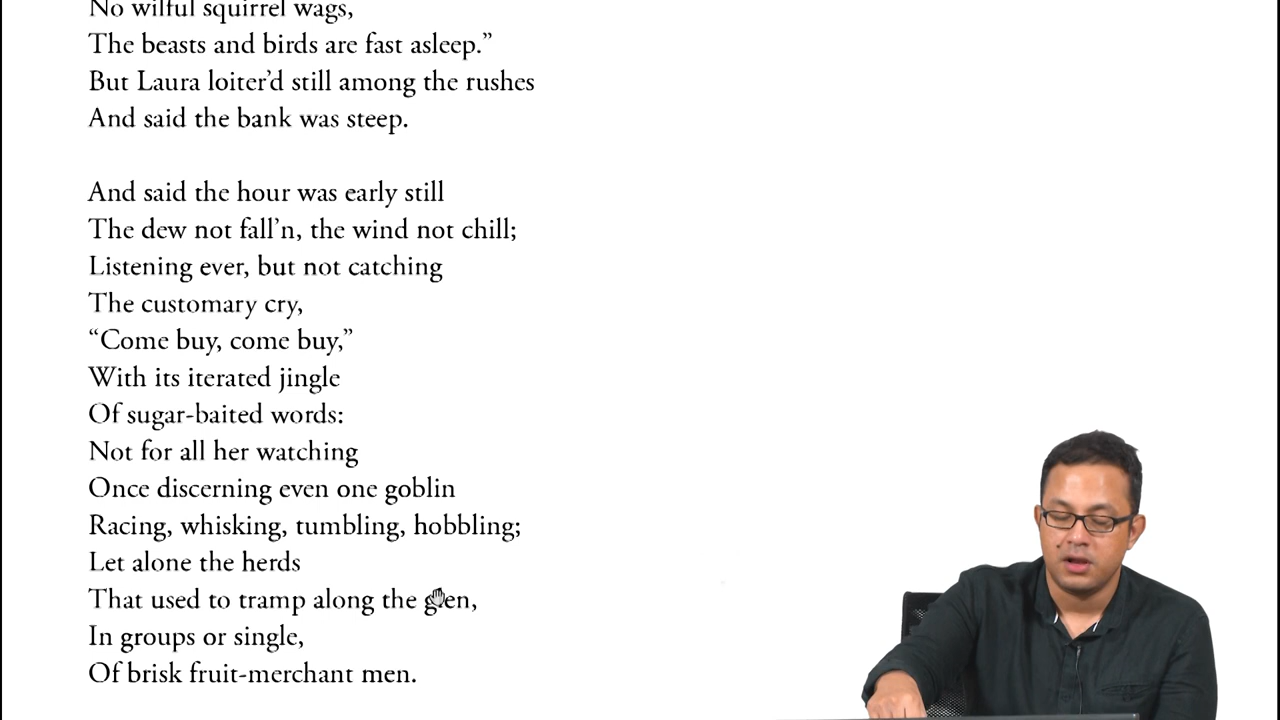 No wilful squirrel wags,
The beasts and birds are fast asleep.”
But Laura loiter’d still among the rushes
And said the bank was steep.
And said the hour was early still
The dew not fall’n, the wind not chill;
Listening ever, but not catching
The customary cry,
“Come buy, come buy,”
With its iterated jingle
Of sugar-baited words:
Not for all her watching
Once discerning even one goblin
Racing, whisking, tumbling, hobbling;
Let alone the herds
That used to tramp along the glen,
In groups or single,
Of brisk fruit-merchant men.